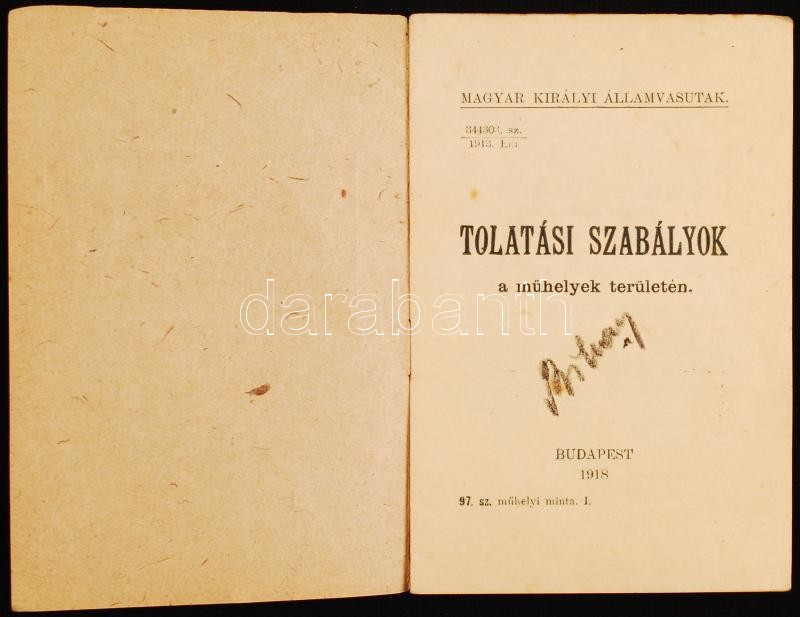 MAGYAR KIRÁLYI ÁLLAMVASUTAK.
sz.
1913.
TOLATÁSI SZABÁLYOK
a műhelyek területén.
darabanth
BUDAPEST
1918
97. sz. műhelyi minta. I.